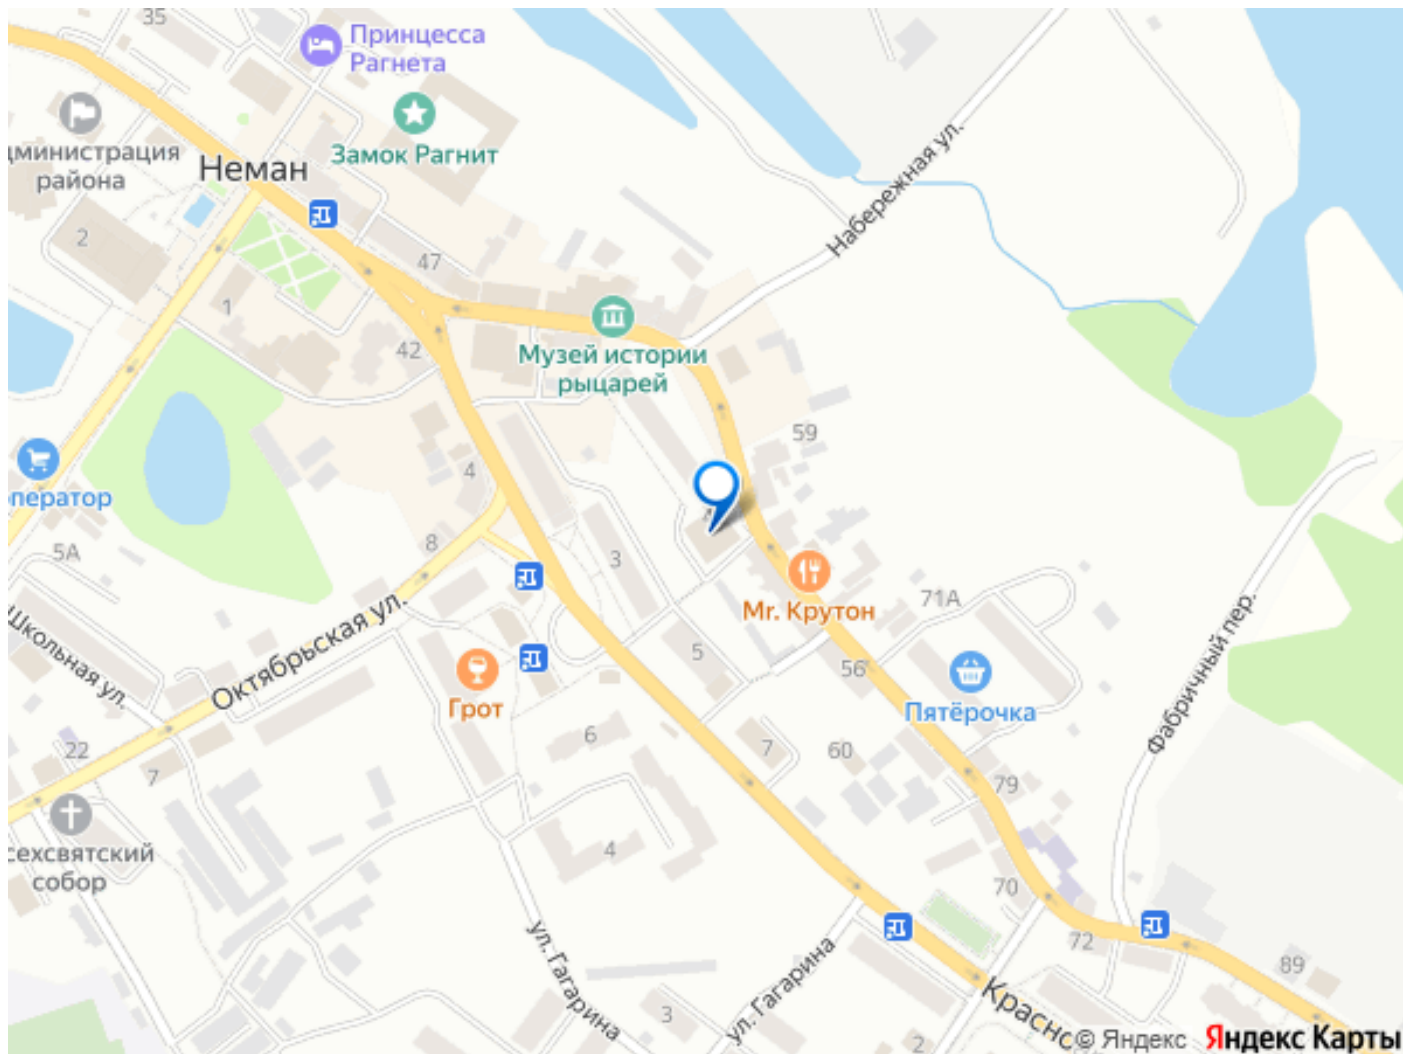 35
Принцесса
Рагнета
дминистрация
района
Замок Рагнит
Неман
Набережная ул.
2
47
1
42
Музей истории
рыцарей
59
4
оператор
5А
8
3
Mr. Крутон
71А
Школьная ул.
Октябрьская ул.
5
56
Грот
Пятёрочка
Фабричный пер.
22
7
6
7
60
79
сехсвятский
собор
4
70
ул. Гагарина
ул. Гагарина
72
89
3
2
Красно
© Яндекс
Яндекс Карты